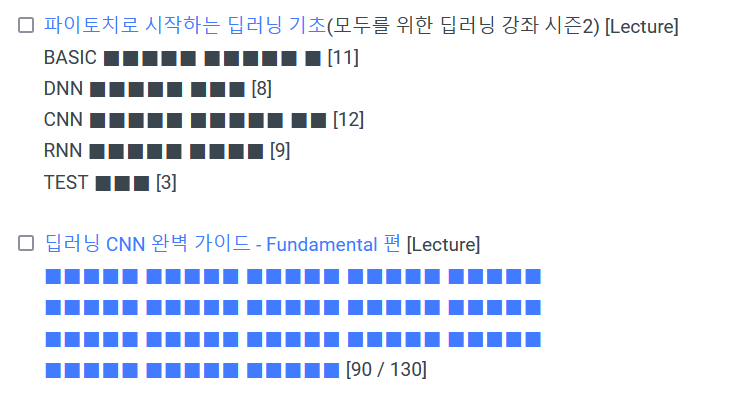 파이토치로 시작하는 딥러닝 기초(모두를 위한 딥러닝 강좌 시즌2) [Lecture]
BASIC ■■■■■ ■■■■■ ■ [11]
DNN ■■■■■ ■■■ [8]
CNN ■■■■■ ■■■■■ ■■ [12]
RNN ■■■■■ ■■■■ [9]
TEST ■■■ [3]
딥러닝 CNN 완벽 가이드 - Fundamental 편 [Lecture]
■■■■■ ■■■■■ ■■■■■ ■■■■■ ■■■■■
■■■■■ ■■■■■ ■■■■■ ■■■■■ ■■■■■
■■■■■ ■■■■■ ■■■■■ ■■■■■ ■■■■■
■■■■■ ■■■■■ ■■■■■ [90 / 130]